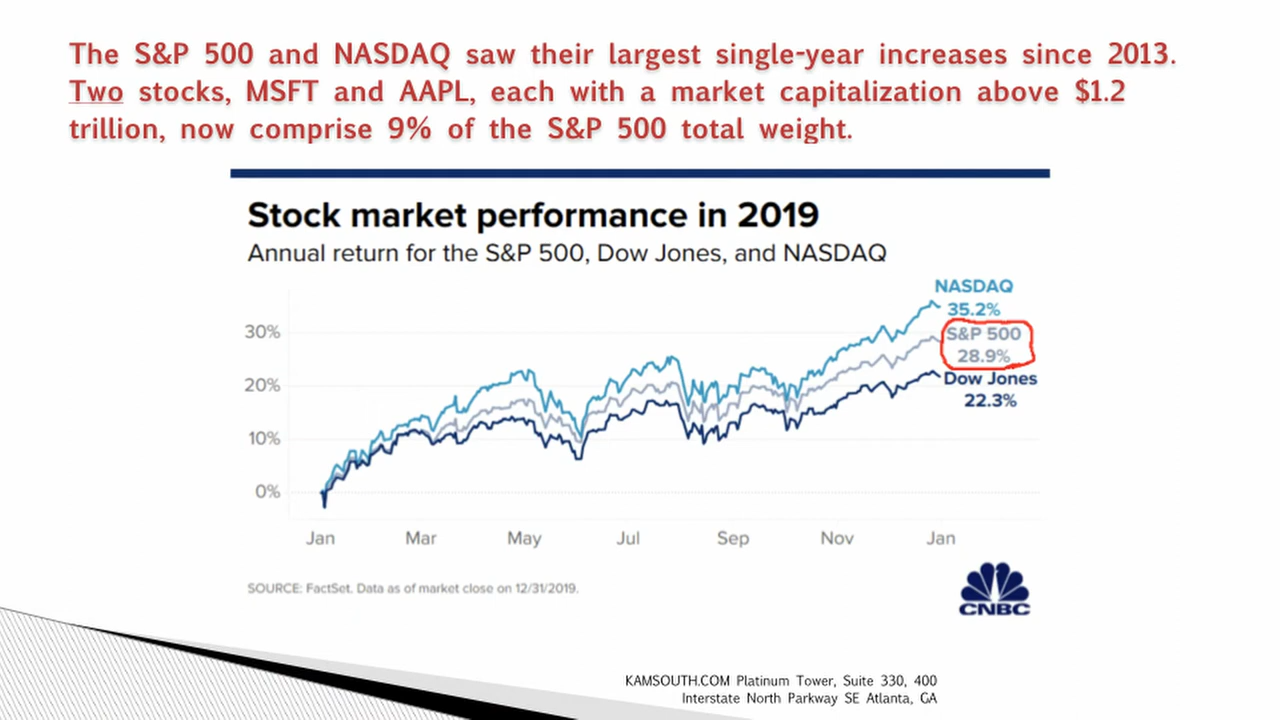 The S&P 500 and NASDAQ saw their largest single-year increases since 2013.
Two stocks, MSFT and AAPL, each with a market capitalization above $1.2
trillion, now comprise 9% of the S&P 500 total weight.
Stock market performance in 2019
Annual return for the S&P 500, Dow Jones, and NASDAQ
NASDAQ
35.2%
S&P 500
28.9%
Dow Jones
22.3%
30%
20%
10%
0%
Jan Mar May Jul Sep Nov Jan
SOURCE: FactSet. Data as of market close on 12/31/2019.
CNBC
KAMSOUTH.COM Platinum Tower, Suite 330, 400
Interstate North Parkway SE Atlanta, GA